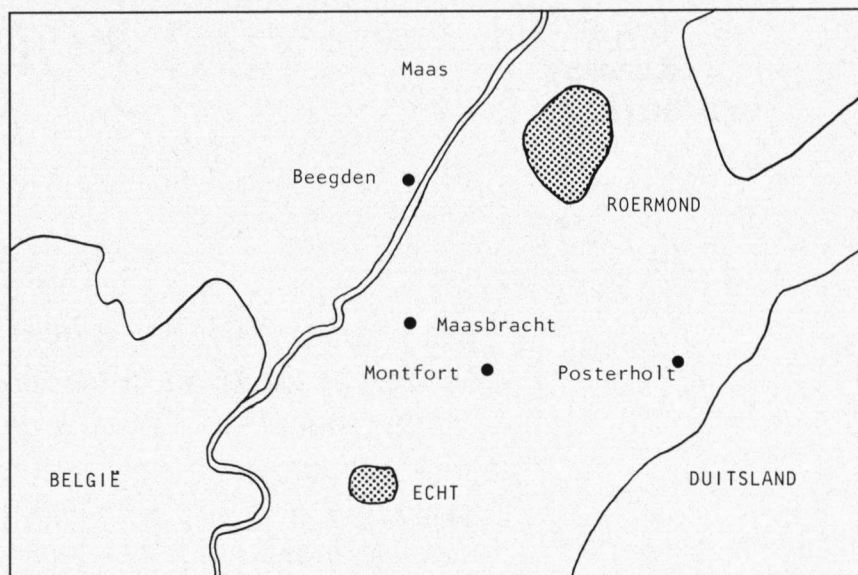 Maas
Beegden
ROERMOND
Maasbracht
Montfort
Posterholt
BELGIË
ECHT
DUITSLAND